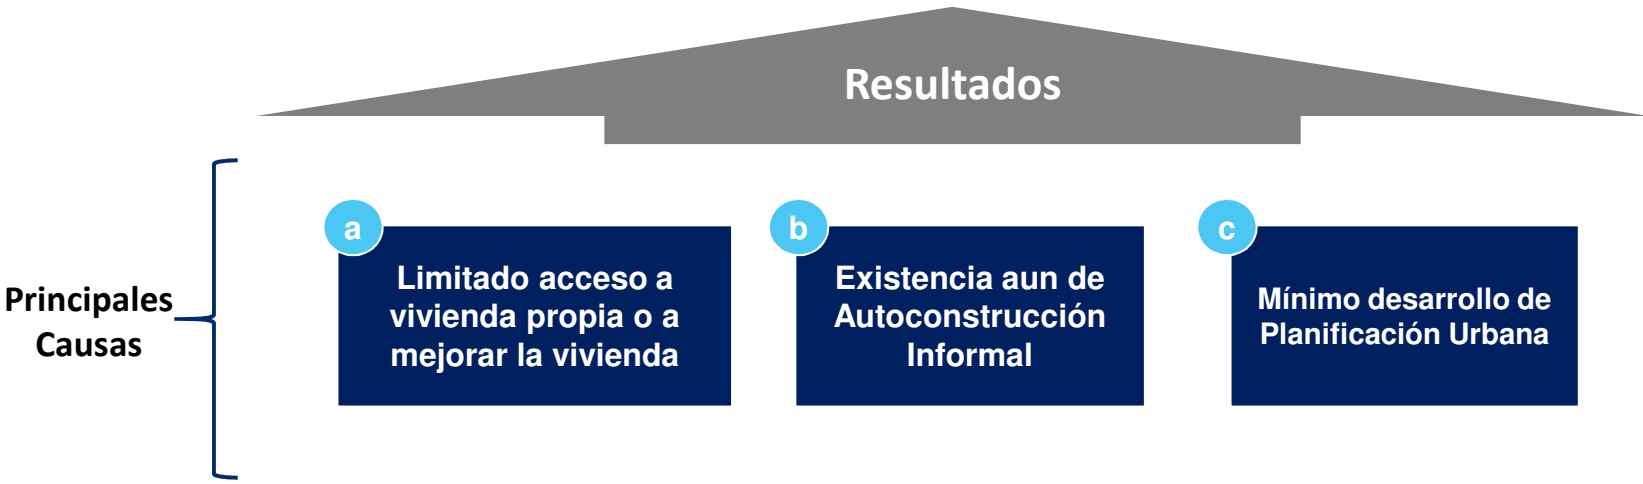 Resultados
Principales
Causas
a
Limitado acceso a
vivienda propia o a
mejorar la vivienda
b
Existencia aun de
Autoconstrucción
Informal
c
Mínimo desarrollo de
Planificación Urbana